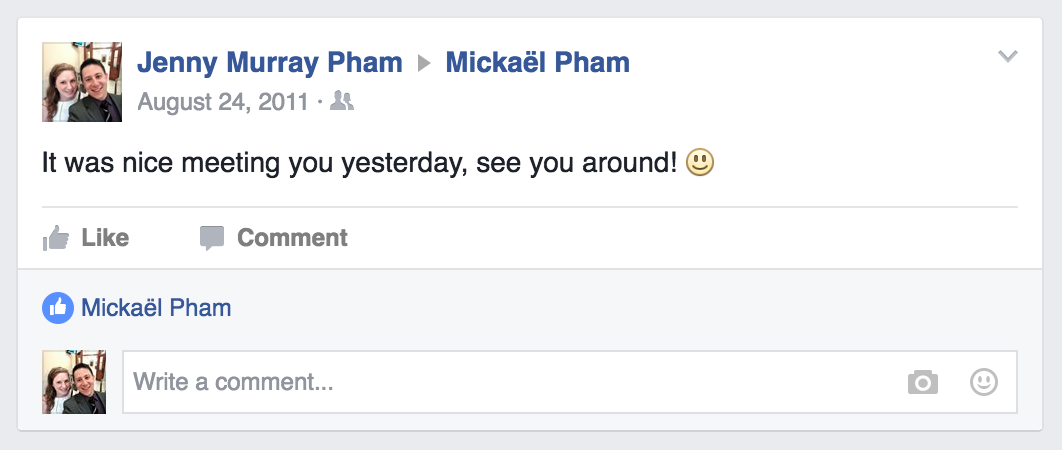 Jenny Murray Pham ▸ Mickaël Pham
August 24, 2011 ·
It was nice meeting you yesterday, see you around! 🙂
Like Comment
Mickaël Pham
Write a comment...